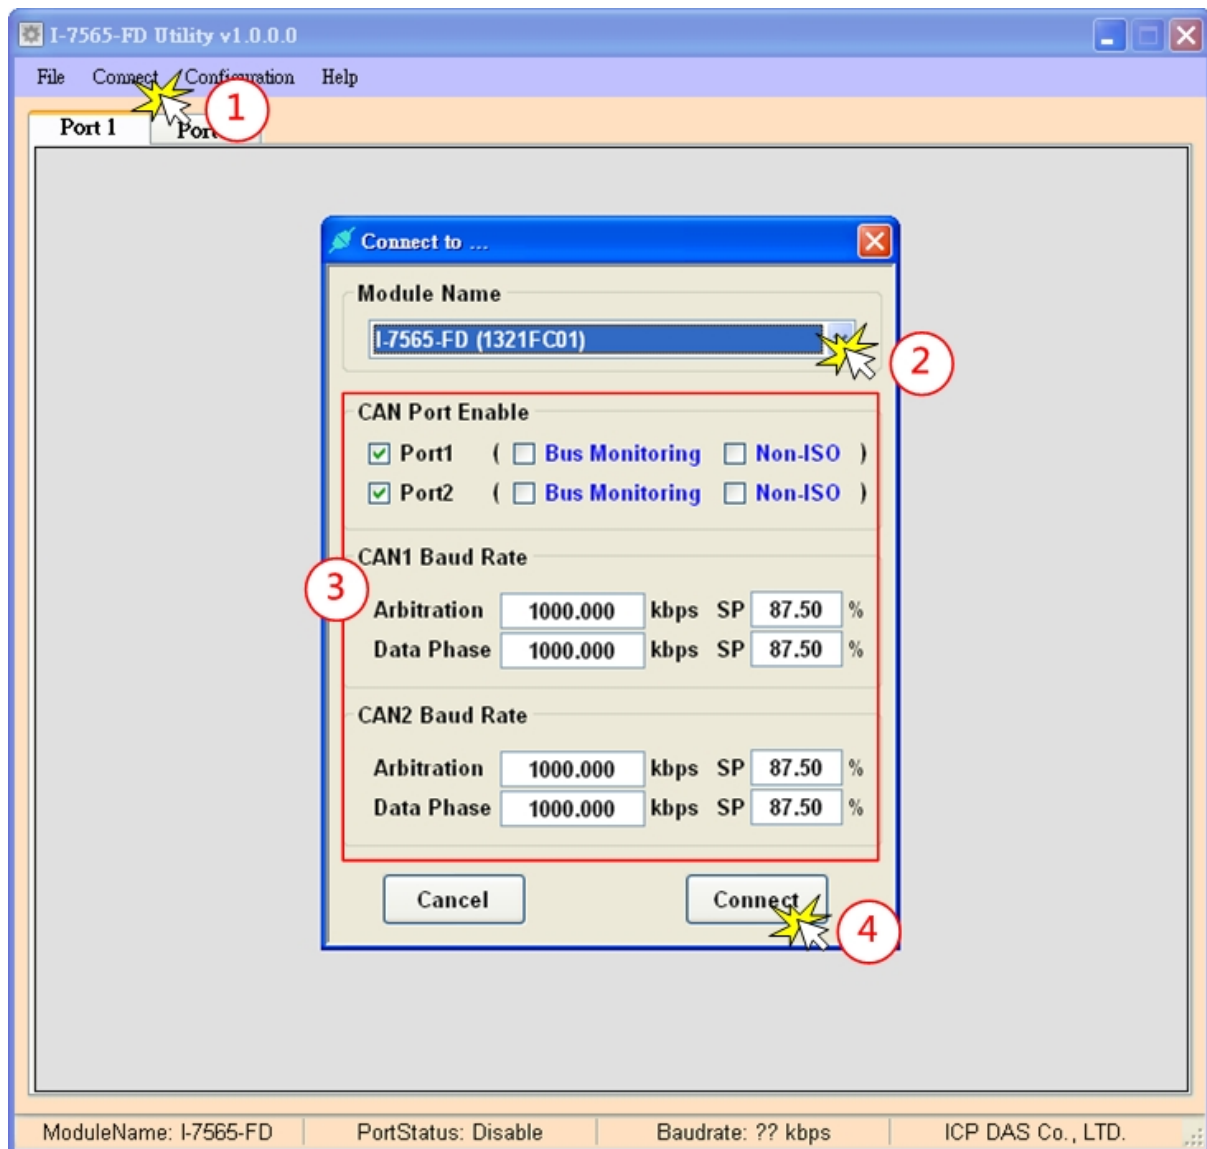 I-7565-FD Utility v1.0.0.0
File Connect Configuration Help
1
Port 1 Port
Connect to ...
Module Name
I-7565-FD (1321FC01)
2
CAN Port Enable
Port1 ( Bus Monitoring Non-ISO )
Port2 ( Bus Monitoring Non-ISO )
CAN1 Baud Rate
3
Arbitration 1000.000 kbps SP 87.50 %
Data Phase 1000.000 kbps SP 87.50 %
CAN2 Baud Rate
Arbitration 1000.000 kbps SP 87.50 %
Data Phase 1000.000 kbps SP 87.50 %
Cancel Connect
4
ModuleName: I-7565-FD PortStatus: Disable Baudrate: ?? kbps ICP DAS Co., LTD.